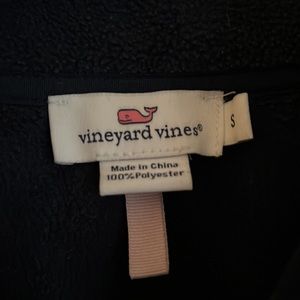 vineyard vines®
S
Made in China
100% Polyester